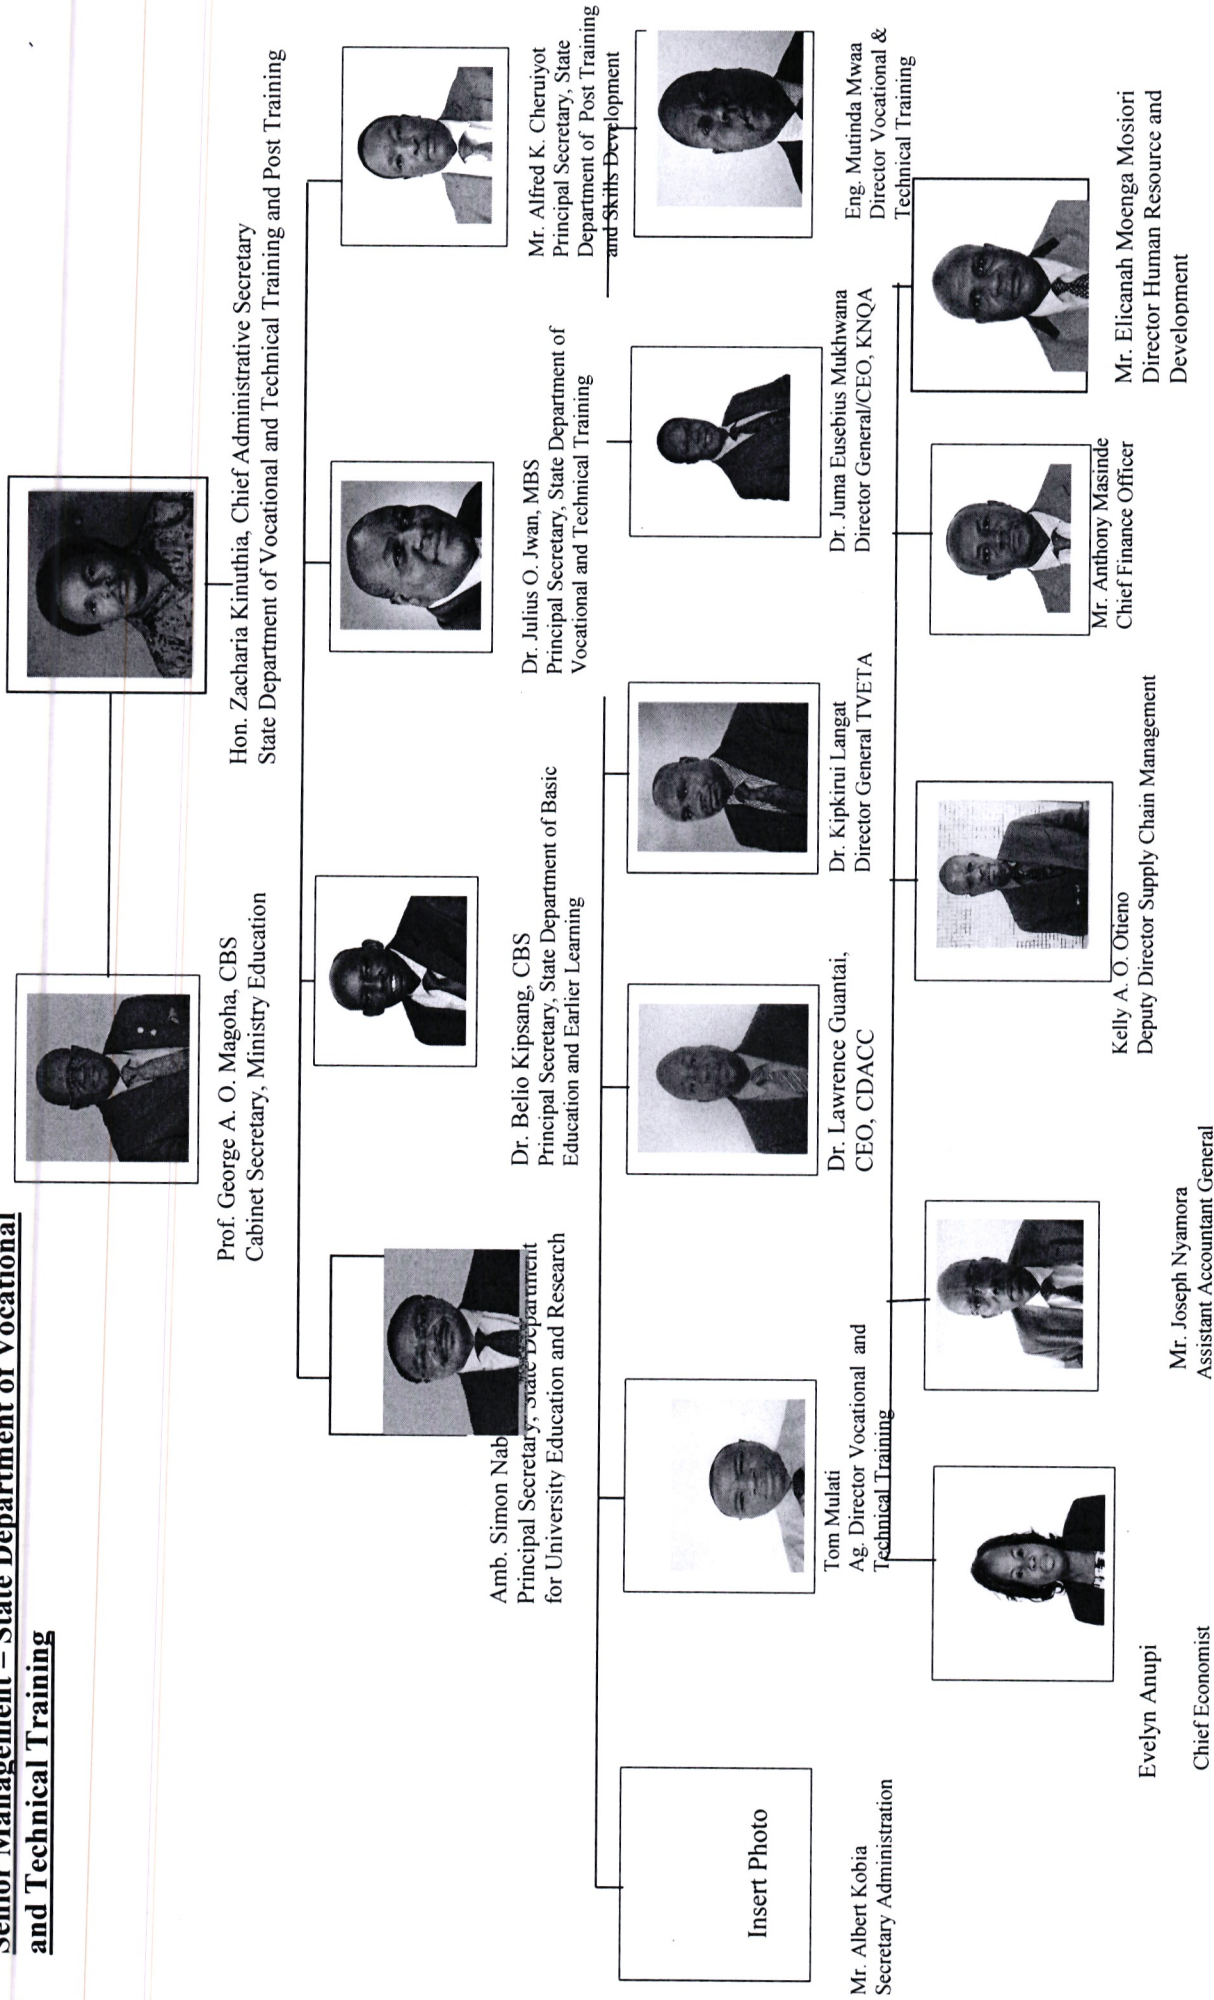 Senior Management – State Department of Vocational
and Technical Training
Prof. George A. O. Magoha, CBS
Cabinet Secretary, Ministry Education
Hon. Zacharia Kinuthia, Chief Administrative Secretary
State Department of Vocational and Technical Training and Post Training
Amb. Simon Nab
Principal Secretary, State Department
for University Education and Research
Dr. Belio Kipsang, CBS
Principal Secretary, State Department of Basic
Education and Earlier Learning
Dr. Julius O. Jwan, MBS
Principal Secretary, State Department of
Vocational and Technical Training
Mr. Alfred K. Cheruiyot
Principal Secretary, State
Department of Post Training
and Skills Development
Insert Photo
Mr. Albert Kobia
Secretary Administration
Tom Mulati
Ag. Director Vocational and
Technical Training
Dr. Lawrence Guantai,
CEO, CDACC
Dr. Kipkirui Langat
Director General TVETA
Dr. Juma Eusebius Mukhwana
Director General/CEO, KNQA
Eng. Mutinda Mwaa
Director Vocational &
Technical Training
Evelyn Anupi
Chief Economist
Mr. Joseph Nyamora
Assistant Accountant General
Kelly A. O. Otieno
Deputy Director Supply Chain Management
Mr. Anthony Masinde
Chief Finance Officer
Mr. Elicanah Moenga Mosiori
Director Human Resource and
Development